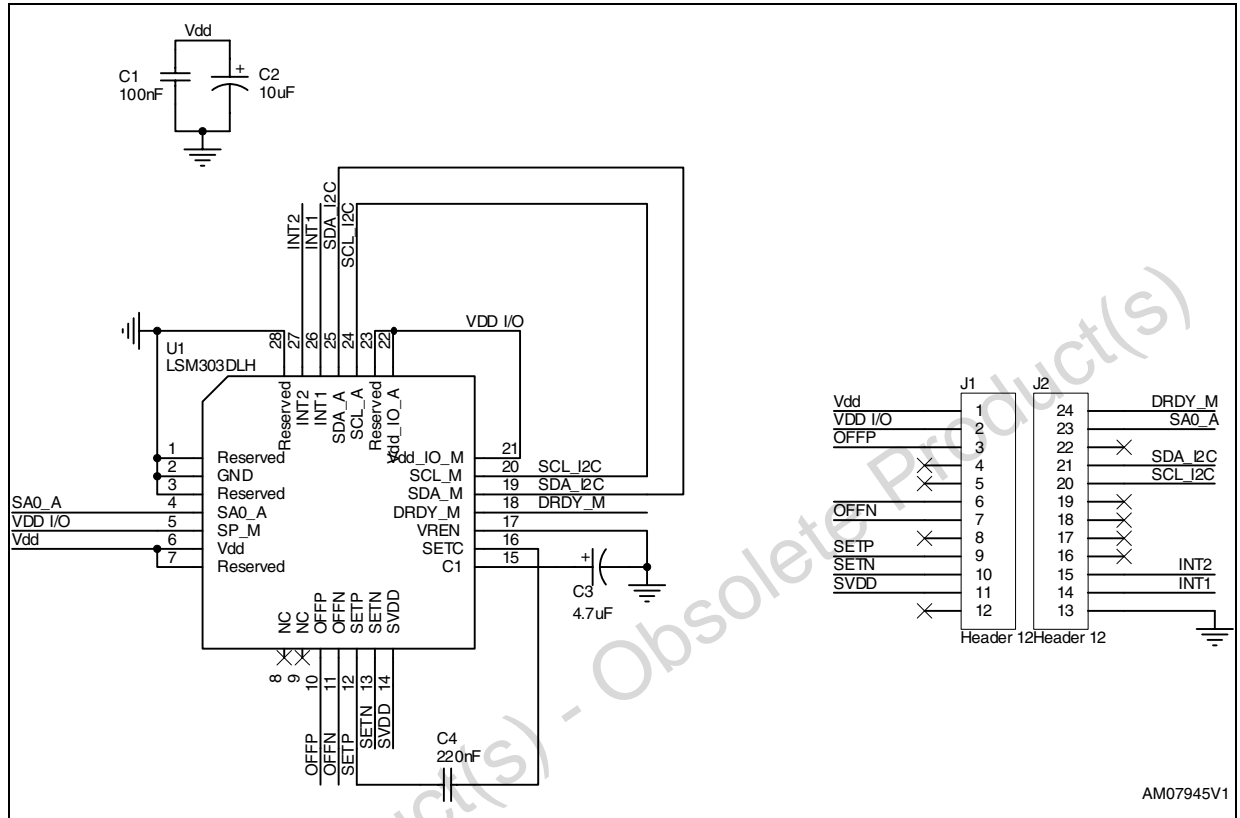 Vdd
C1
100nF
+
C2
10uF
INT2
INT1
SDA_I2C
SCL_I2C
VDD I/O
U1
LSM303DLH
28
27
26
25
24
23
22
Reserved
INT2
INT1
SDA_A
SCL_A
Reserved
Vdd_IO_A
1 Reserved
2 GND
3 Reserved
SA0_A 4 SA0_A
VDD I/O 5 SP_M
Vdd 6 Vdd
7 Reserved
Vdd_IO_M 21
SCL_M 20 SCL_I2C
SDA_M 19 SDA_I2C
DRDY_M 18 DRDY_M
VREN 17
SETC 16
C1 15
+
C3
4.7uF
NC
NC
OFFP
OFFN
SETP
SETN
SVDD
8
9
10
11
12
13
14
OFFP
OFFN
SETP
SETN
SVDD
C4
220nF
J1
Vdd 1
VDD I/O 2
OFFP 3
4
5
6
OFFN 7
8
SETP 9
SETN 10
SVDD 11
12
Header 12
J2
24 DRDY_M
23 SA0_A
22
21 SDA_I2C
20 SCL_I2C
19
18
17
16
15 INT2
14 INT1
13
Header 12
AM07945V1
uct(s) - Obsolete Product(s)